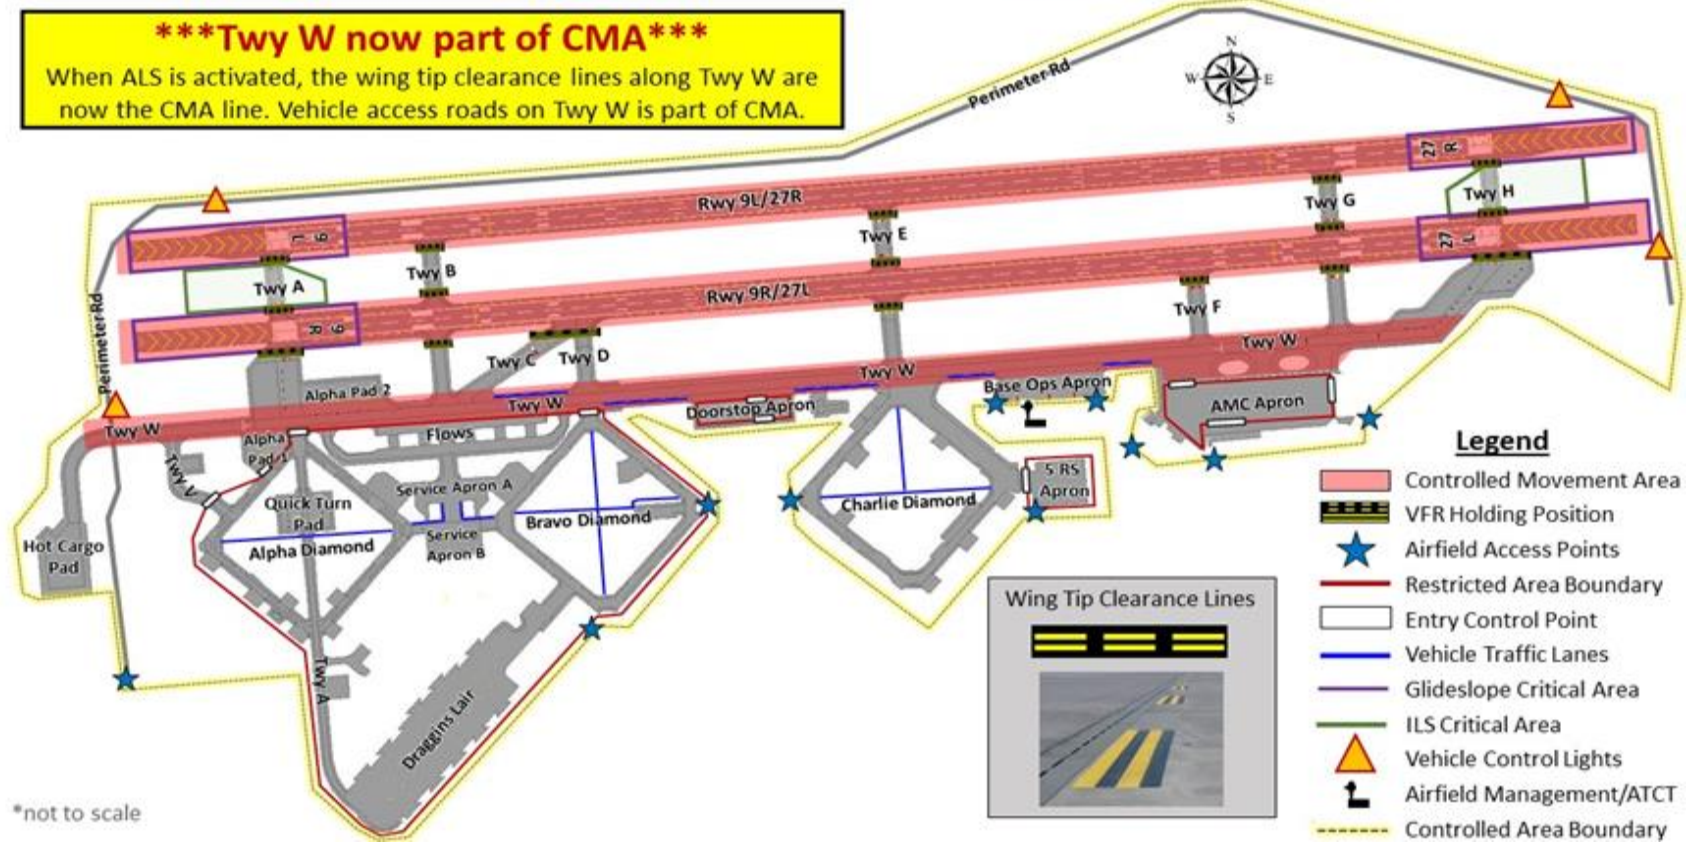 ***Twy W now part of CMA***
When ALS is activated, the wing tip clearance lines along Twy W are
now the CMA line. Vehicle access roads on Twy W is part of CMA.
N
W
E
S
Perimeter Rd
27
R
Rwy 9L/27R
Twy H
Twy G
Twy E
9
L
27
L
Twy B
Twy A
Rwy 9R/27L
Perimeter Rd
Twy F
9
R
Twy C
Twy D
Twy W
Twy W
Alpha Pad 2
Base Ops Apron
Twy W
Doorstop Apron
AMC Apron
Twy W
Flows
Alpha
Pad 1
Twy V
5 RS
Apron
Service Apron A
Quick Turn
Pad
Charlie Diamond
Bravo Diamond
Alpha Diamond
Service
Apron B
Hot Cargo
Pad
Twy A
Draggins Lair
Wing Tip Clearance Lines
Legend
Controlled Movement Area
VFR Holding Position
Airfield Access Points
Restricted Area Boundary
Entry Control Point
Vehicle Traffic Lanes
Glideslope Critical Area
ILS Critical Area
Vehicle Control Lights
Airfield Management/ATCT
Controlled Area Boundary
*not to scale